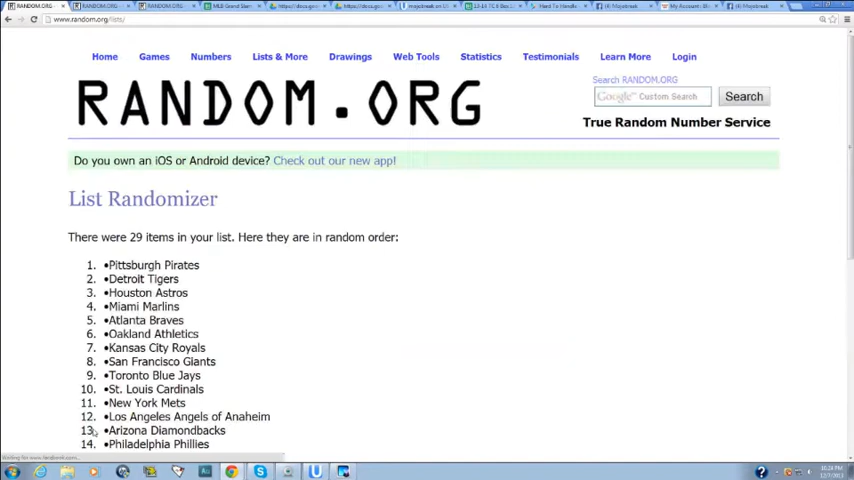 RANDOM.ORG
www.random.org/lists/
Home Games Numbers Lists & More Drawings Web Tools Statistics Testimonials Learn More Login
RANDOM.ORG
Search RANDOM.ORG
Google™ Custom Search Search
True Random Number Service
Do you own an iOS or Android device? Check out our new app!
List Randomizer
There were 29 items in your list. Here they are in random order:
1. •Pittsburgh Pirates
2. •Detroit Tigers
3. •Houston Astros
4. •Miami Marlins
5. •Atlanta Braves
6. •Oakland Athletics
7. •Kansas City Royals
8. •San Francisco Giants
9. •Toronto Blue Jays
10. •St. Louis Cardinals
11. •New York Mets
12. •Los Angeles Angels of Anaheim
13. •Arizona Diamondbacks
14. •Philadelphia Phillies